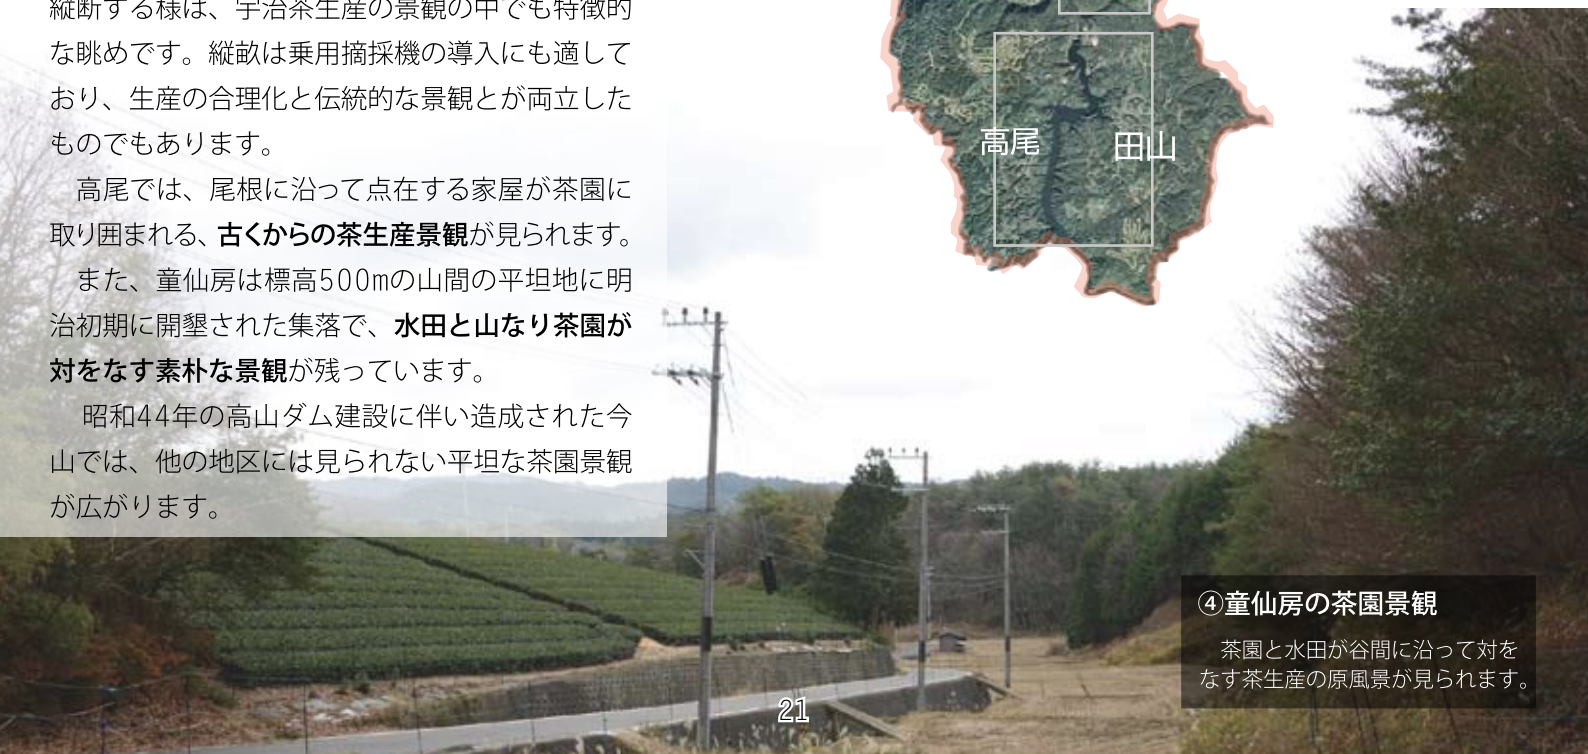 縦断する様は、宇治茶生産の景観の中でも特徴的
な眺めです。縦畝は乗用摘採機の導入にも適して
おり、生産の合理化と伝統的な景観とが両立した
ものでもあります。
高尾では、尾根に沿って点在する家屋が茶園に
取り囲まれる、古くからの茶生産景観が見られます。
また、童仙房は標高500mの山間の平坦地に明
治初期に開墾された集落で、水田と山なり茶園が
対をなす素朴な景観が残っています。
昭和44年の高山ダム建設に伴い造成された今
山では、他の地区には見られない平坦な茶園景観
が広がります。
高尾
田山
④童仙房の茶園景観
茶園と水田が谷間に沿って対を
なす茶生産の原風景が見られます。
21